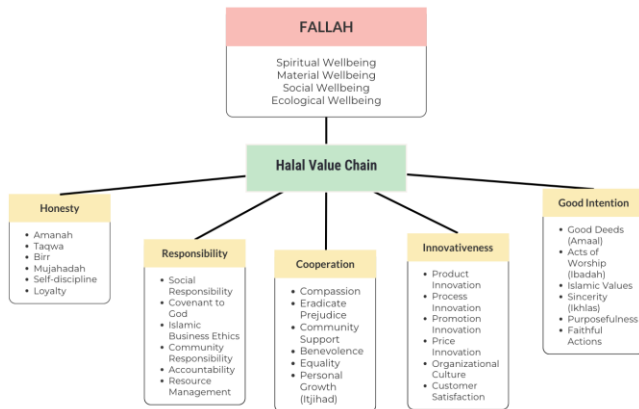 FALLAH
Spiritual Wellbeing
Material Wellbeing
Social Wellbeing
Ecological Wellbeing
Halal Value Chain
Honesty
• Amanah
• Taqwa
• Birr
• Mujahadah
• Self-discipline
• Loyalty
Responsibility
• Social
Responsibility
• Covenant to
God
• Islamic
Business Ethics
• Community
Responsibility
• Accountability
• Resource
Management
Cooperation
• Compassion
• Eradicate
Prejudice
• Community
Support
• Benevolence
• Equality
• Personal
Growth
(Itjihad)
Innovativeness
• Product
Innovation
• Process
Innovation
• Promotion
Innovation
• Price
Innovation
• Organizational
Culture
• Customer
Satisfaction
Good Intention
• Good Deeds
(Amaal)
• Acts of
Worship
(Ibadah)
• Islamic Values
• Sincerity
(Ikhlas)
• Purposefulness
• Faithful
Actions